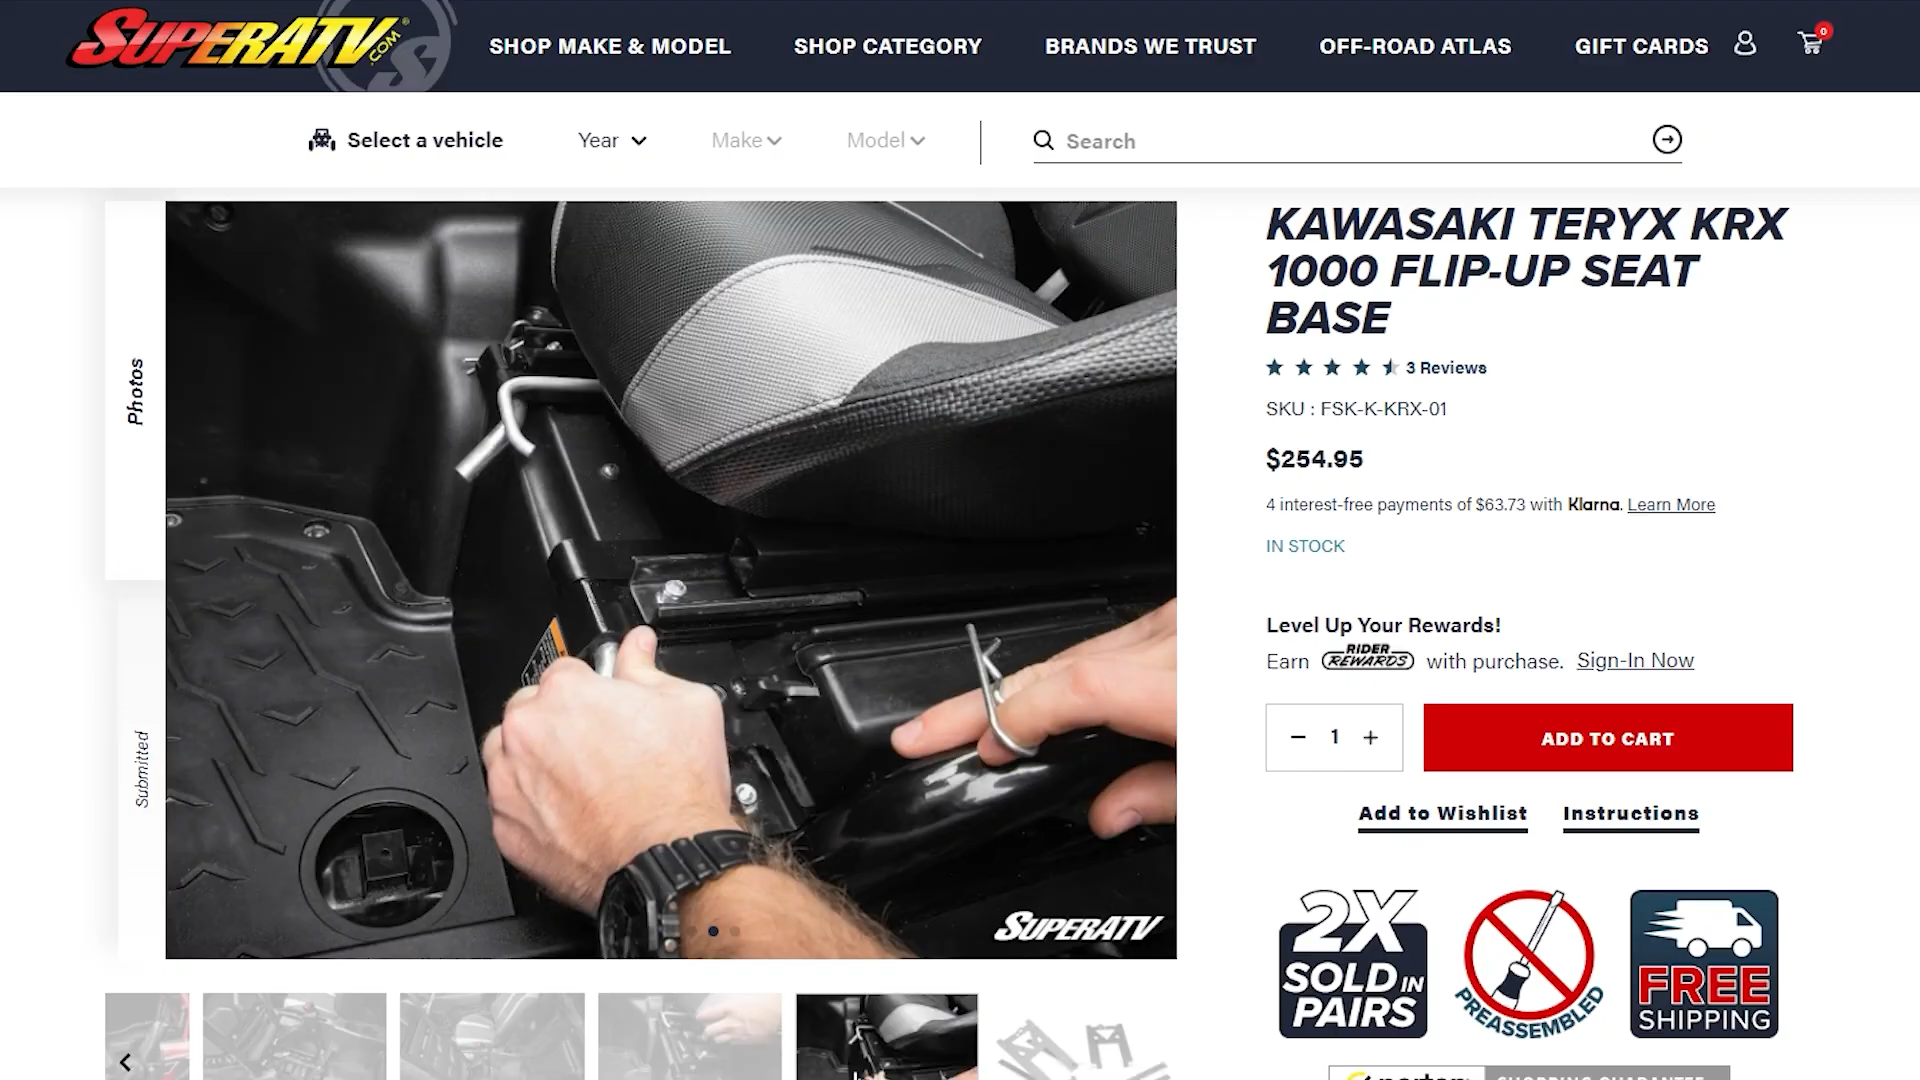 SUPERATV.COM
SHOP MAKE & MODEL
SHOP CATEGORY
BRANDS WE TRUST
OFF-ROAD ATLAS
GIFT CARDS
0
Select a vehicle
Year
Make
Model
Search
Photos
Submitted
SUPERATV
KAWASAKI TERYX KRX
1000 FLIP-UP SEAT
BASE
3 Reviews
SKU : FSK-K-KRX-01
$254.95
4 interest-free payments of $63.73 with Klarna. Learn More
IN STOCK
Level Up Your Rewards!
Earn RIDER REWARDS with purchase. Sign-In Now
− 1 +
ADD TO CART
Add to Wishlist
Instructions
2X
SOLD IN
PAIRS
PREASSEMBLED
FREE
SHIPPING
norton
SHOPPING GUARANTEE